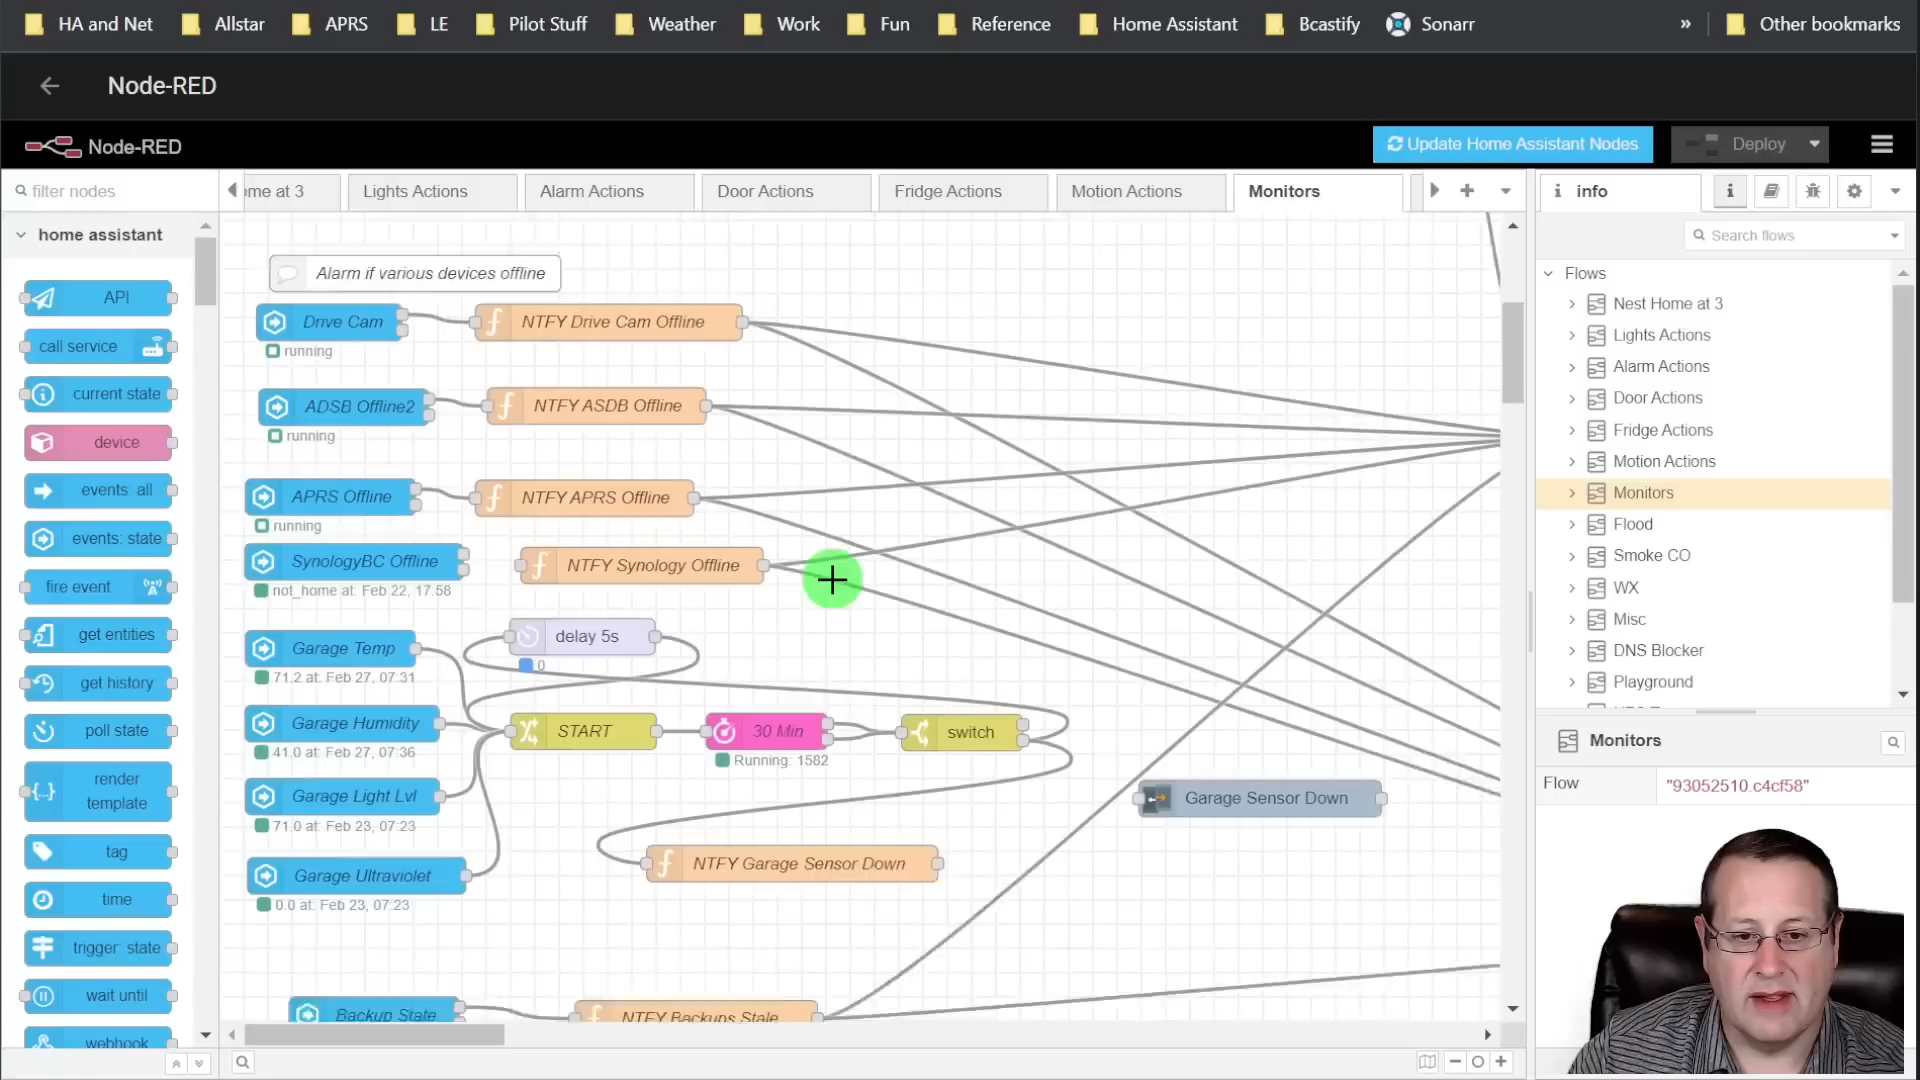 HA and Net
Allstar
APRS
LE
Pilot Stuff
Weather
Work
Fun
Reference
Home Assistant
Bcastify
Sonarr
»
Other bookmarks
Node-RED
Node-RED
Update Home Assistant Nodes
Deploy
filter nodes
ome at 3
Lights Actions
Alarm Actions
Door Actions
Fridge Actions
Motion Actions
Monitors
info
Search flows
home assistant
API
call service
current state
device
events: all
events: state
fire event
get entities
get history
poll state
render
template
tag
time
trigger: state
wait until
webhook
Alarm if various devices offline
Drive Cam
running
NTFY Drive Cam Offline
ADSB Offline2
running
NTFY ASDB Offline
APRS Offline
running
NTFY APRS Offline
SynologyBC Offline
not_home at: Feb 22, 17:58
NTFY Synology Offline
delay 5s
0
Garage Temp
71.2 at: Feb 27, 07:31
Garage Humidity
41.0 at: Feb 27, 07:36
START
30 Min
Running: 1582
switch
Garage Light Lvl
71.0 at: Feb 23, 07:23
Garage Sensor Down
Garage Ultraviolet
0.0 at: Feb 23, 07:23
NTFY Garage Sensor Down
Backup State
NTFY Backups Stale
Flows
Nest Home at 3
Lights Actions
Alarm Actions
Door Actions
Fridge Actions
Motion Actions
Monitors
Flood
Smoke CO
WX
Misc
DNS Blocker
Playground
Monitors
Flow
"93052510.c4cf58"